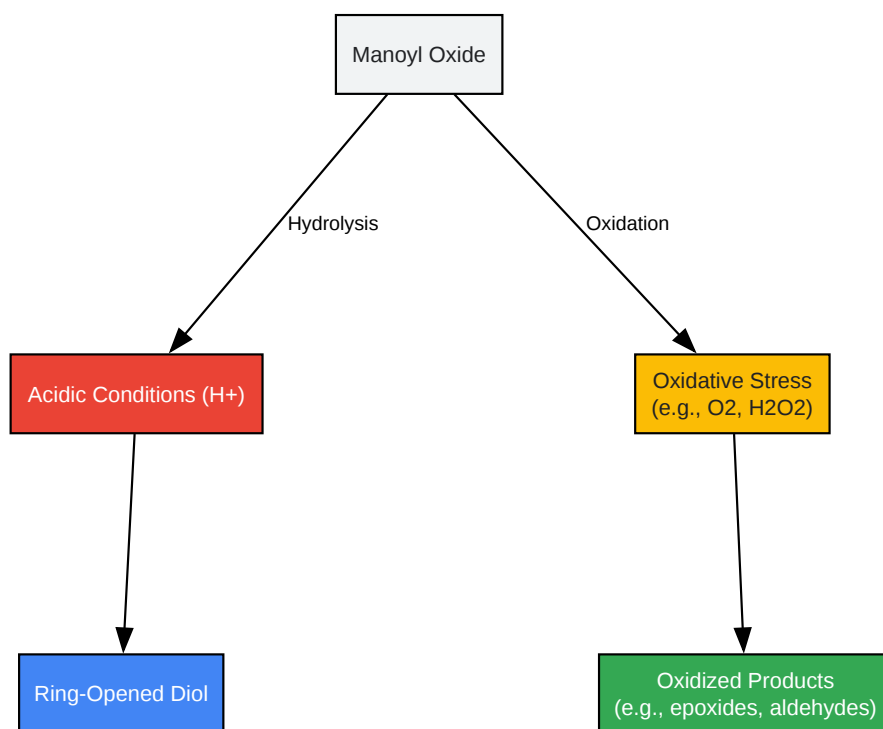 Manoyl Oxide
Hydrolysis
Oxidation
Acidic Conditions (H+)
Oxidative Stress
(e.g., O2, H2O2)
Ring-Opened Diol
Oxidized Products
(e.g., epoxides, aldehydes)